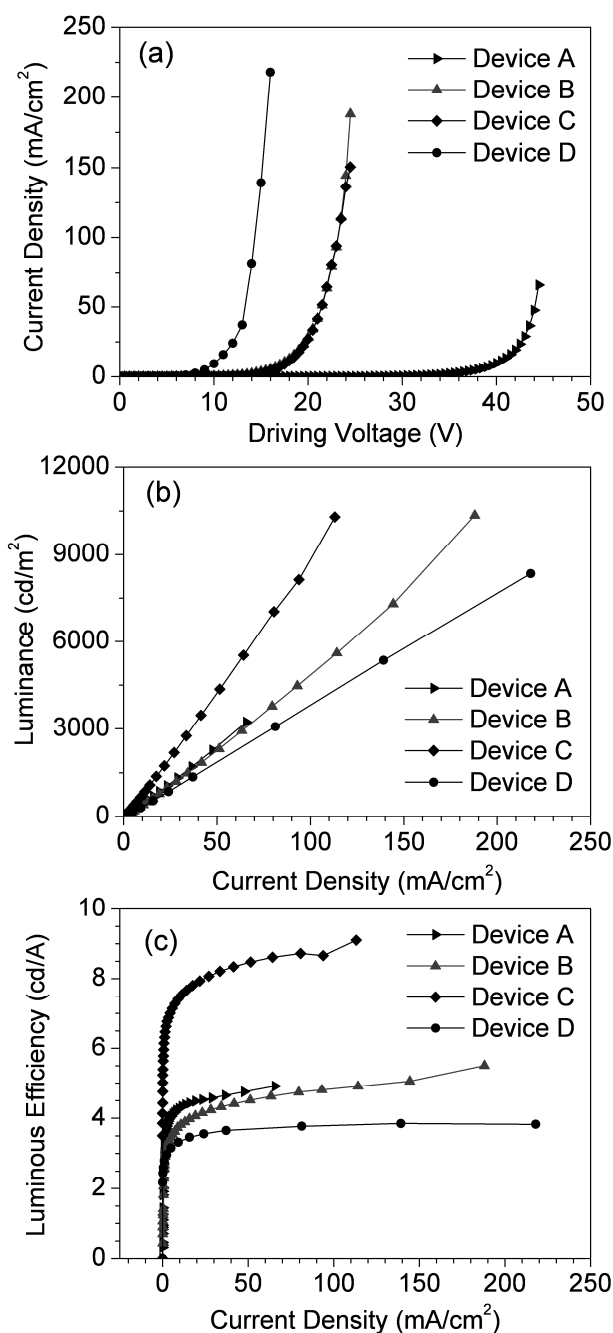 (a)
Device A
Device B
Device C
Device D
250
200
150
100
50
0
0 10 20 30 40 50
Current Density (mA/cm²)
Driving Voltage (V)
(b)
12000
9000
6000
3000
0
Device A
Device B
Device C
Device D
0 50 100 150 200 250
Luminance (cd/m²)
Current Density (mA/cm²)
(c)
Device A
Device B
Device C
Device D
10
8
6
4
2
0
0 50 100 150 200 250
Luminous Efficiency (cd/A)
Current Density (mA/cm²)